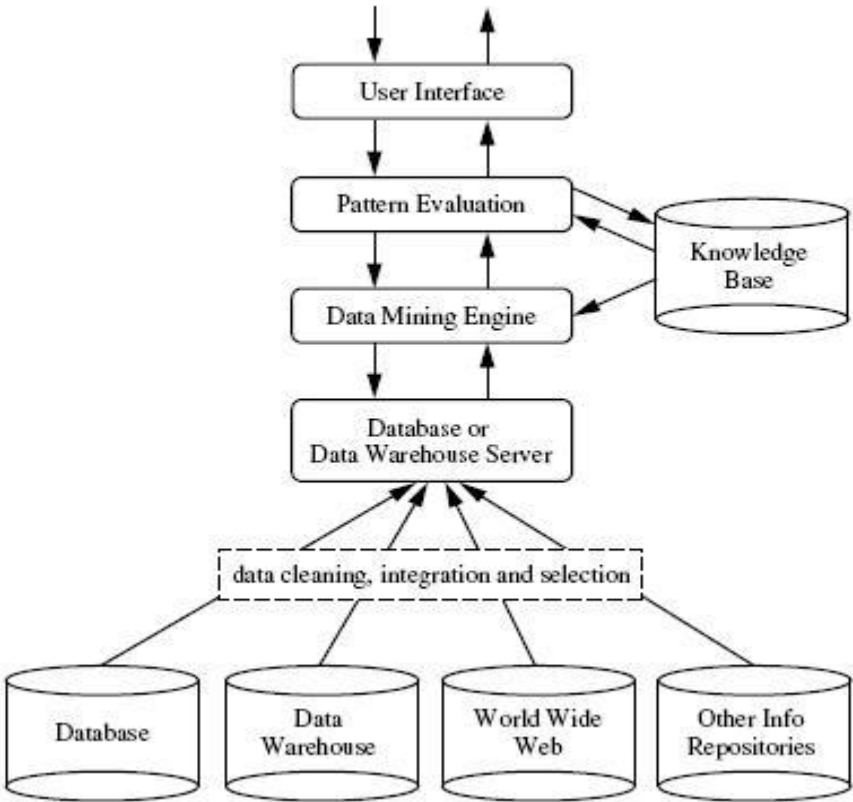 User Interface
Pattern Evaluation
Knowledge
Base
Data Mining Engine
Database or
Data Warehouse Server
data cleaning, integration and selection
Database
Data
Warehouse
World Wide
Web
Other Info
Repositories